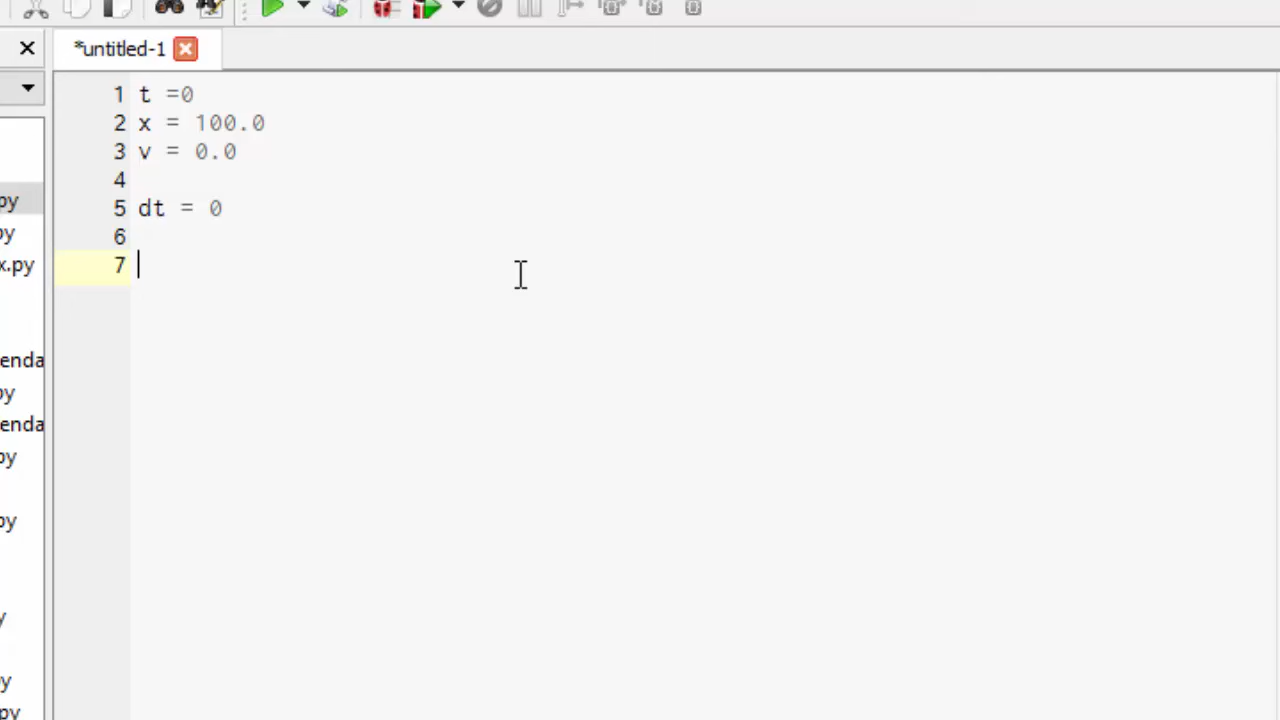 *untitled-1
1 t =0
2 x = 100.0
3 v = 0.0
4
5 dt = 0
6
7
py
py
x.py
enda
py
enda
py
py
y
py
py